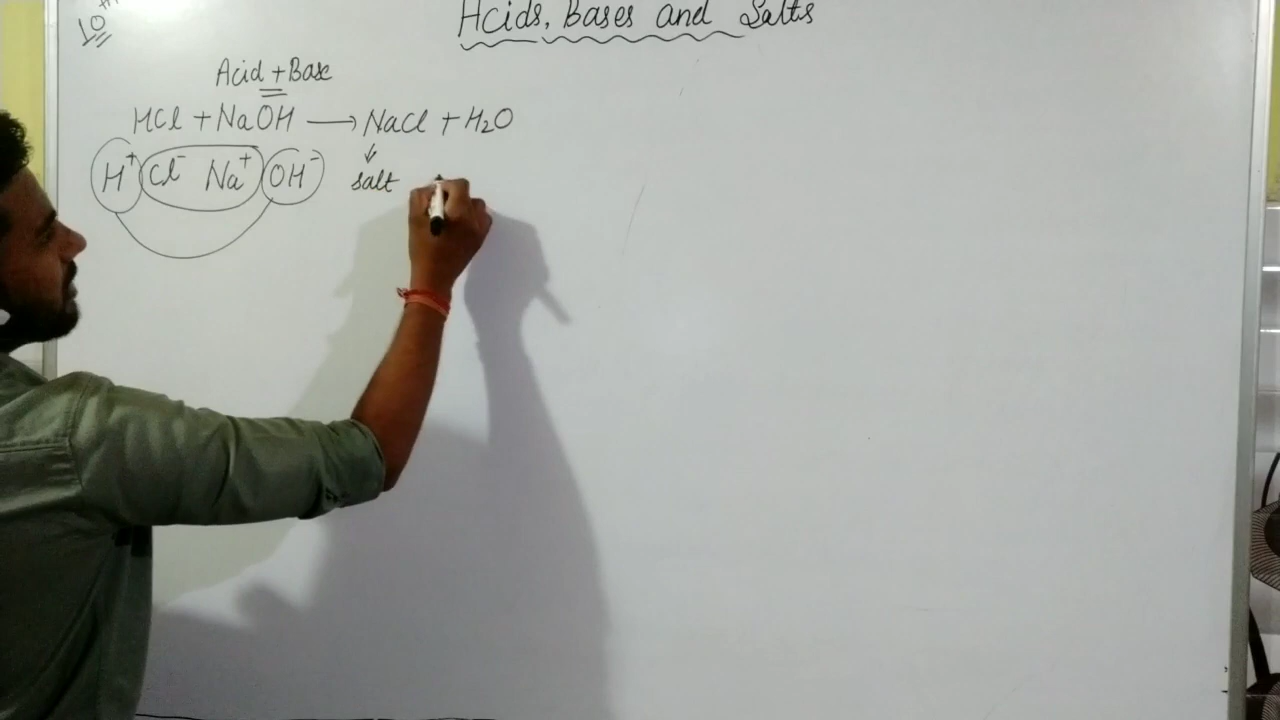 10th
Acids, Bases and Salts
Acid + Base
HCl + NaOH ⟶ NaCl + H₂O
H⁺ Cl⁻ Na⁺ OH⁻
salt